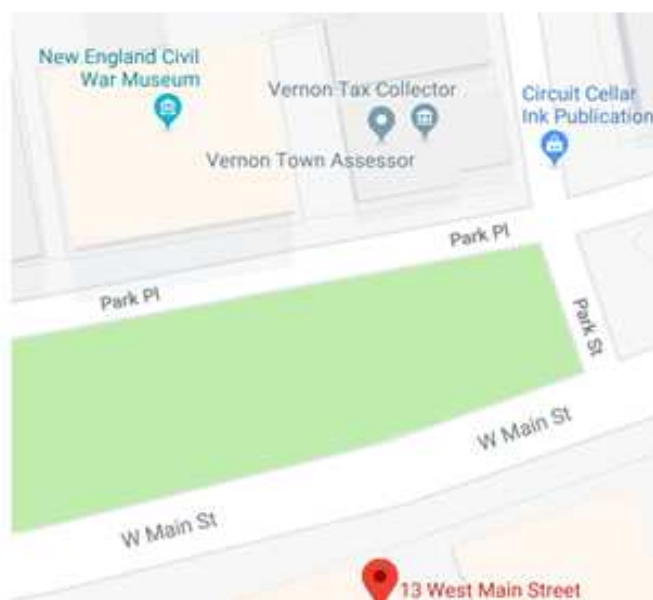 New England Civil
War Museum
Vernon Tax Collector
Circuit Cellar
Ink Publication
Vernon Town Assessor
Park Pl
Park Pl
Park St
W Main St
W Main St
13 West Main Street